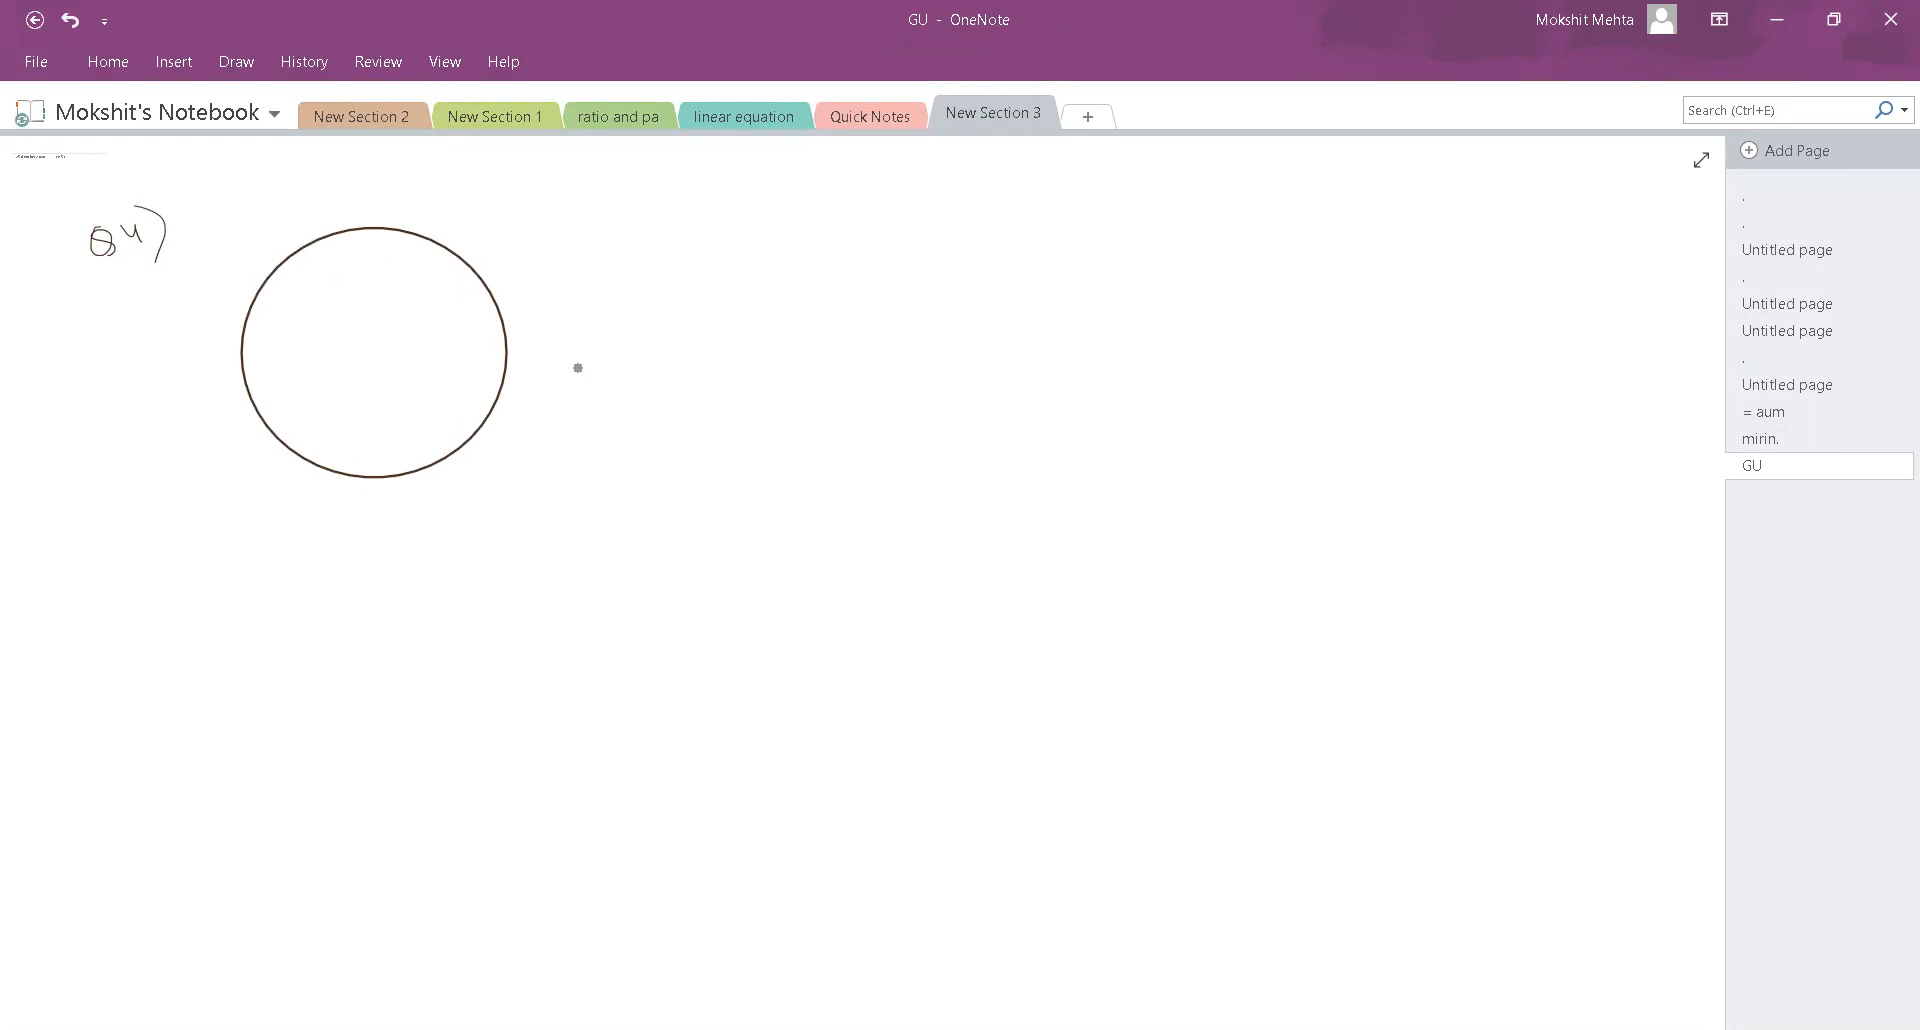 GU - OneNote
Mokshit Mehta
File Home Insert Draw History Review View Help
Mokshit's Notebook
New Section 2
New Section 1
ratio and pa
linear equation
Quick Notes
New Section 3
+
Search (Ctrl+E)
Add Page
.
.
Untitled page
.
Untitled page
Untitled page
.
Untitled page
= aum
mirin.
GU
Q4)